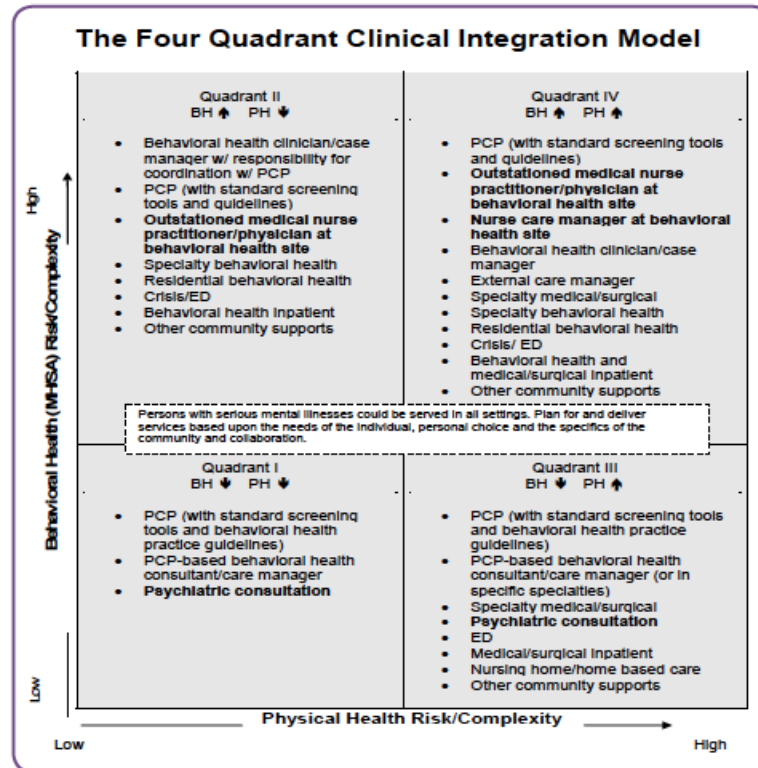 The Four Quadrant Clinical Integration Model
Quadrant II
BH ↑ PH ↓
• Behavioral health clinician/case
manager w/ responsibility for
coordination w/ PCP
• PCP (with standard screening
tools and guidelines)
• Outstationed medical nurse
practitioner/physician at
behavioral health site
• Specialty behavioral health
• Residential behavioral health
• Crisis/ED
• Behavioral health inpatient
• Other community supports
Quadrant IV
BH ↑ PH ↑
• PCP (with standard screening tools
and guidelines)
• Outstationed medical nurse
practitioner/physician at
behavioral health site
• Nurse care manager at behavioral
health site
• Behavioral health clinician/case
manager
• External care manager
• Specialty medical/surgical
• Specialty behavioral health
• Residential behavioral health
• Crisis/ ED
• Behavioral health and
medical/surgical inpatient
• Other community supports
Persons with serious mental illnesses could be served in all settings. Plan for and deliver
services based upon the needs of the individual, personal choice and the specifics of the
community and collaboration.
Quadrant I
BH ↓ PH ↓
• PCP (with standard screening
tools and behavioral health
practice guidelines)
• PCP-based behavioral health
consultant/care manager
• Psychiatric consultation
Quadrant III
BH ↓ PH ↑
• PCP (with standard screening tools
and behavioral health practice
guidelines)
• PCP-based behavioral health
consultant/care manager (or in
specific specialties)
• Specialty medical/surgical
• Psychiatric consultation
• ED
• Medical/surgical inpatient
• Nursing home/home based care
• Other community supports
Behavioral Health (MH/SA) Risk/Complexity
High
Low
Physical Health Risk/Complexity
Low
High